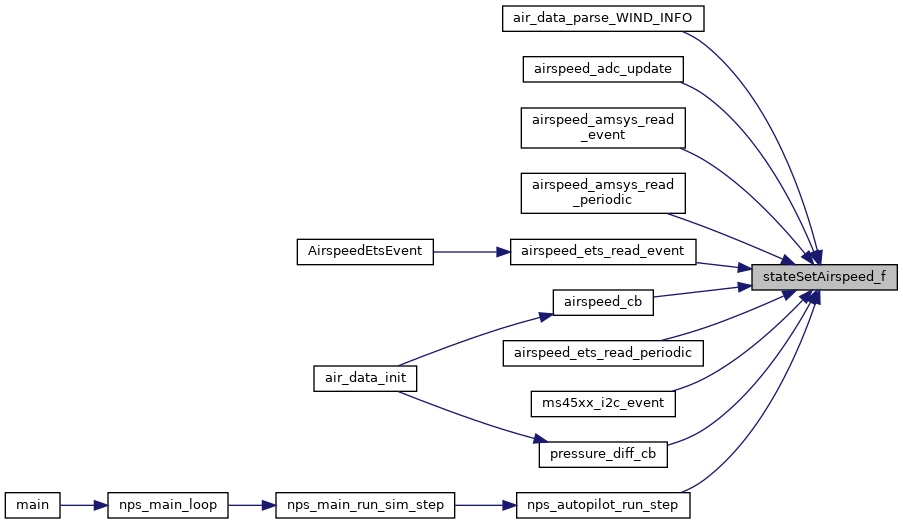 air_data_parse_WIND_INFO
airspeed_adc_update
airspeed_amsys_read
_event
airspeed_amsys_read
_periodic
AirspeedEtsEvent
airspeed_ets_read_event
stateSetAirspeed_f
airspeed_cb
airspeed_ets_read_periodic
air_data_init
ms45xx_i2c_event
pressure_diff_cb
main
nps_main_loop
nps_main_run_sim_step
nps_autopilot_run_step